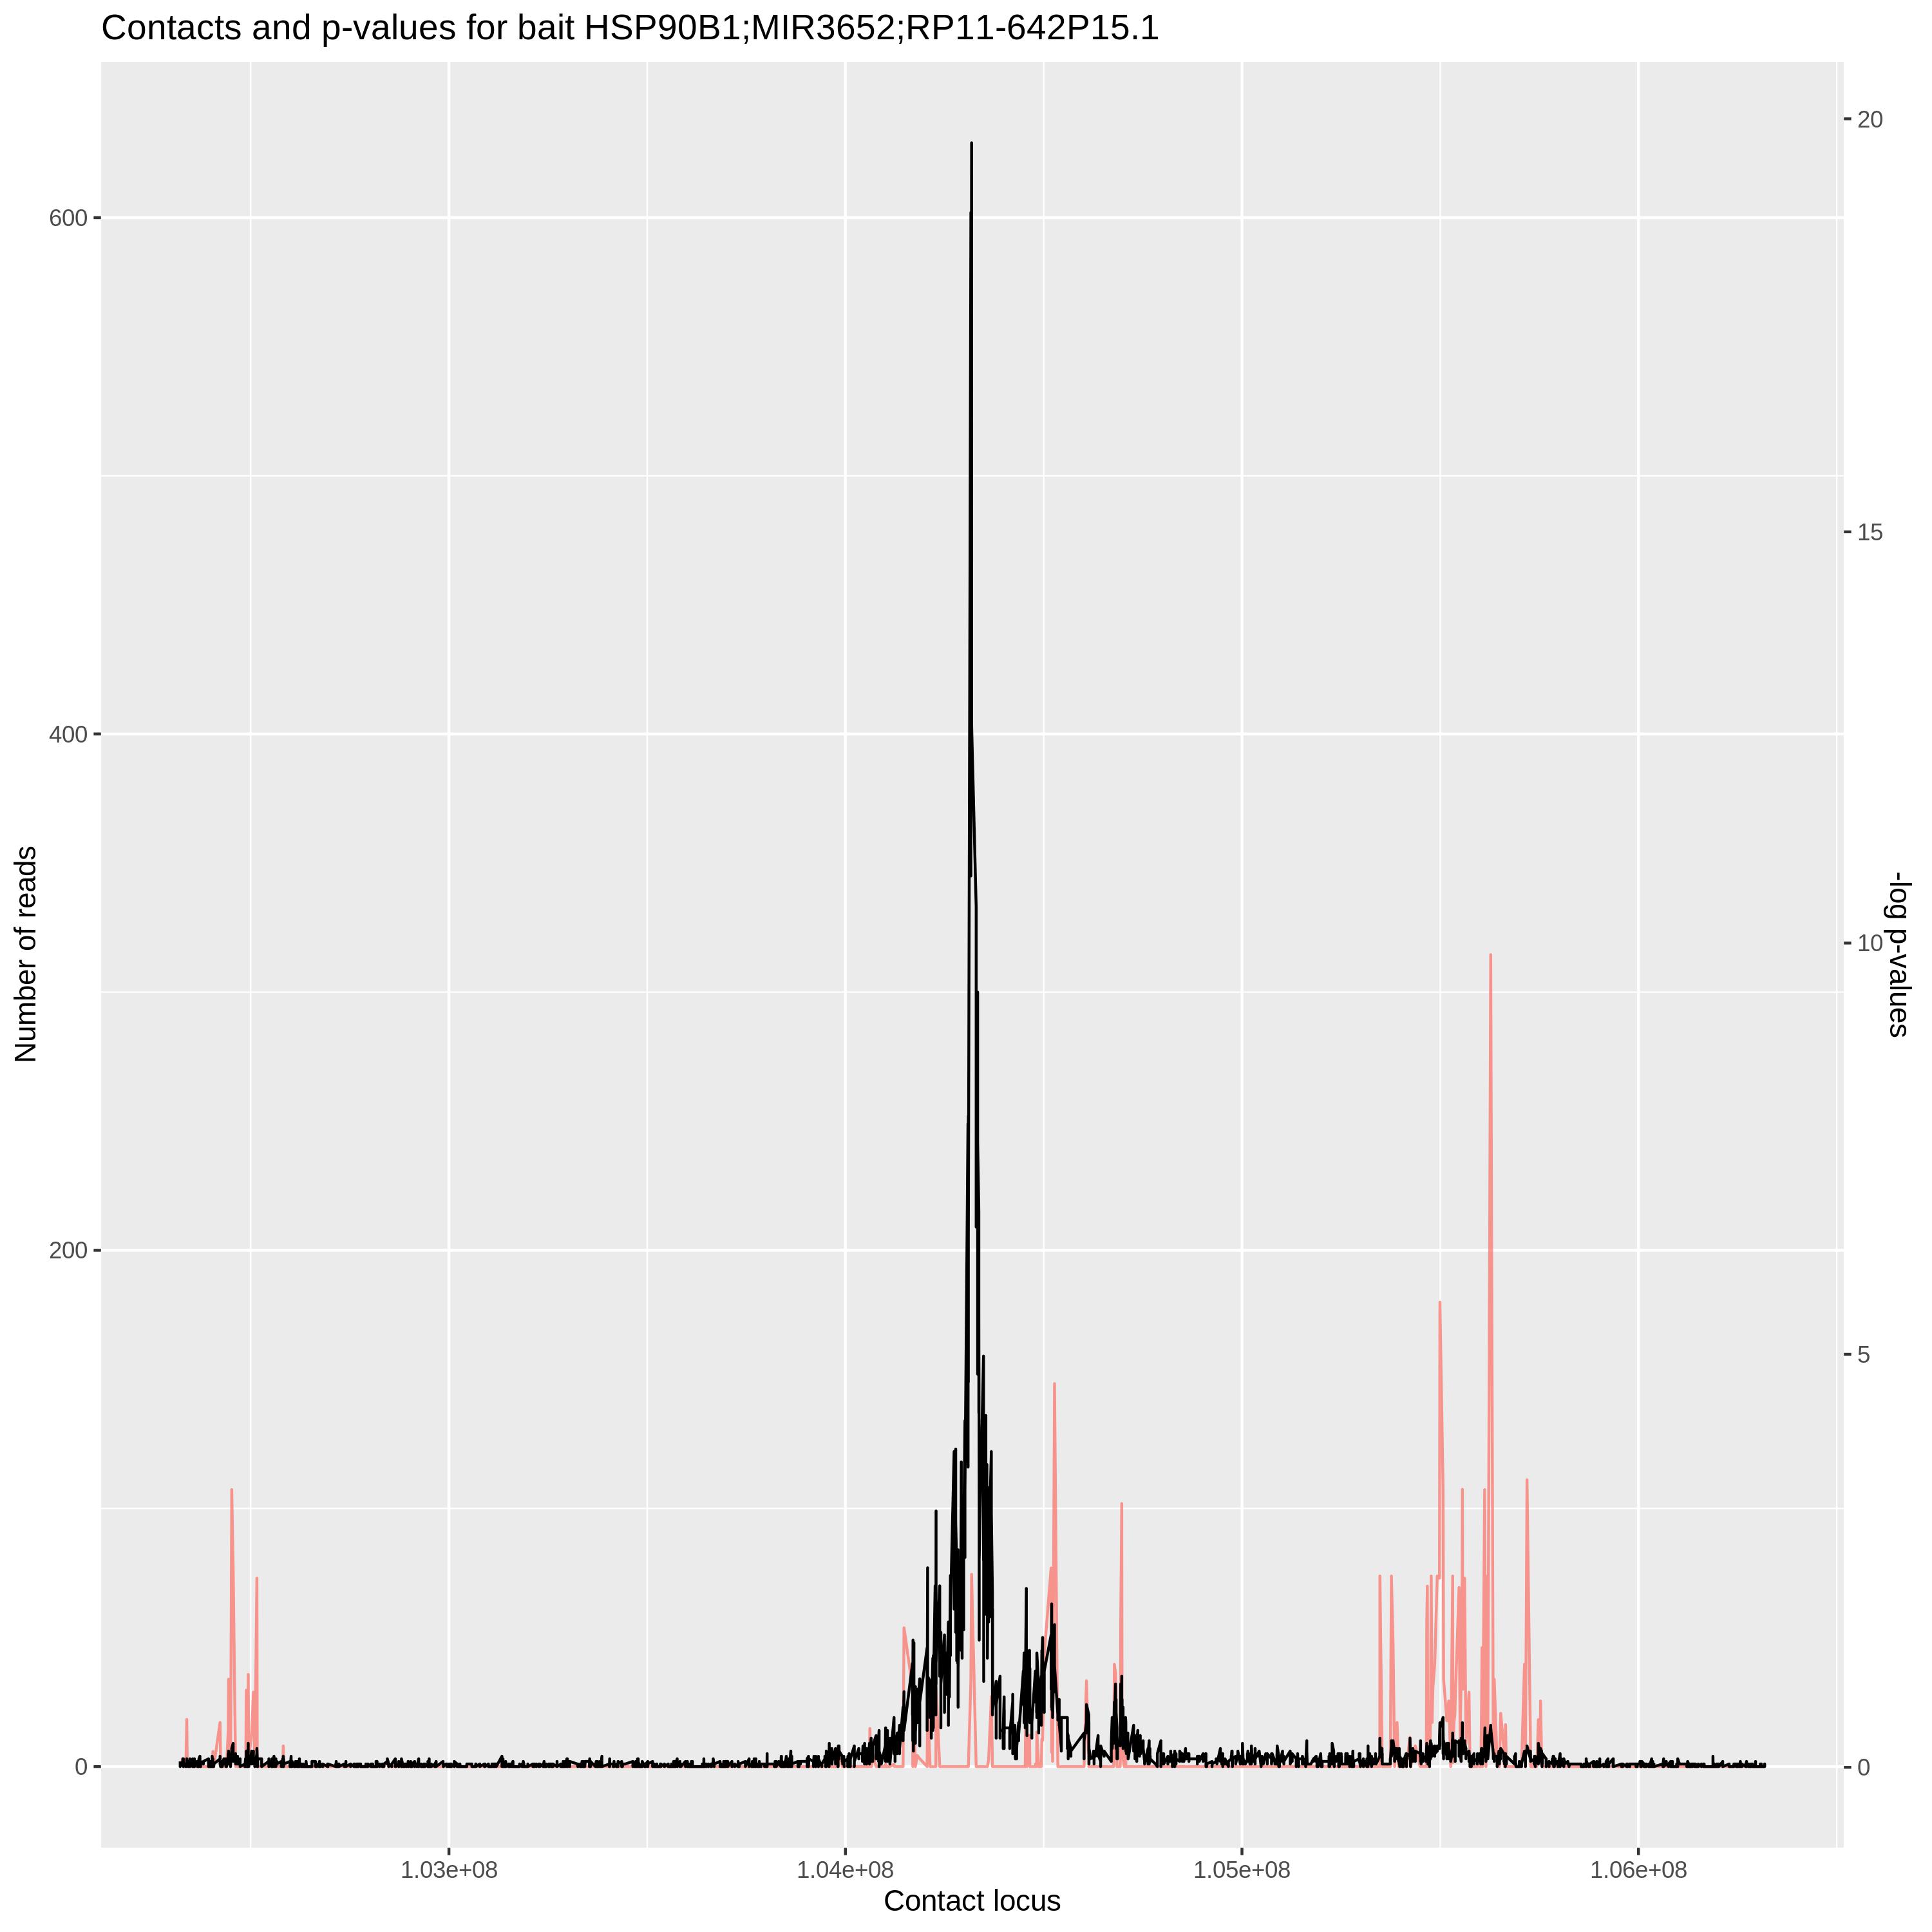 Contacts and p-values for bait HSP90B1;MIR3652;RP11-642P15.1
Number of reads
600
400
200
0
20
15
10
5
0
-log p-values
1.03e+08
1.04e+08
1.05e+08
1.06e+08
Contact locus